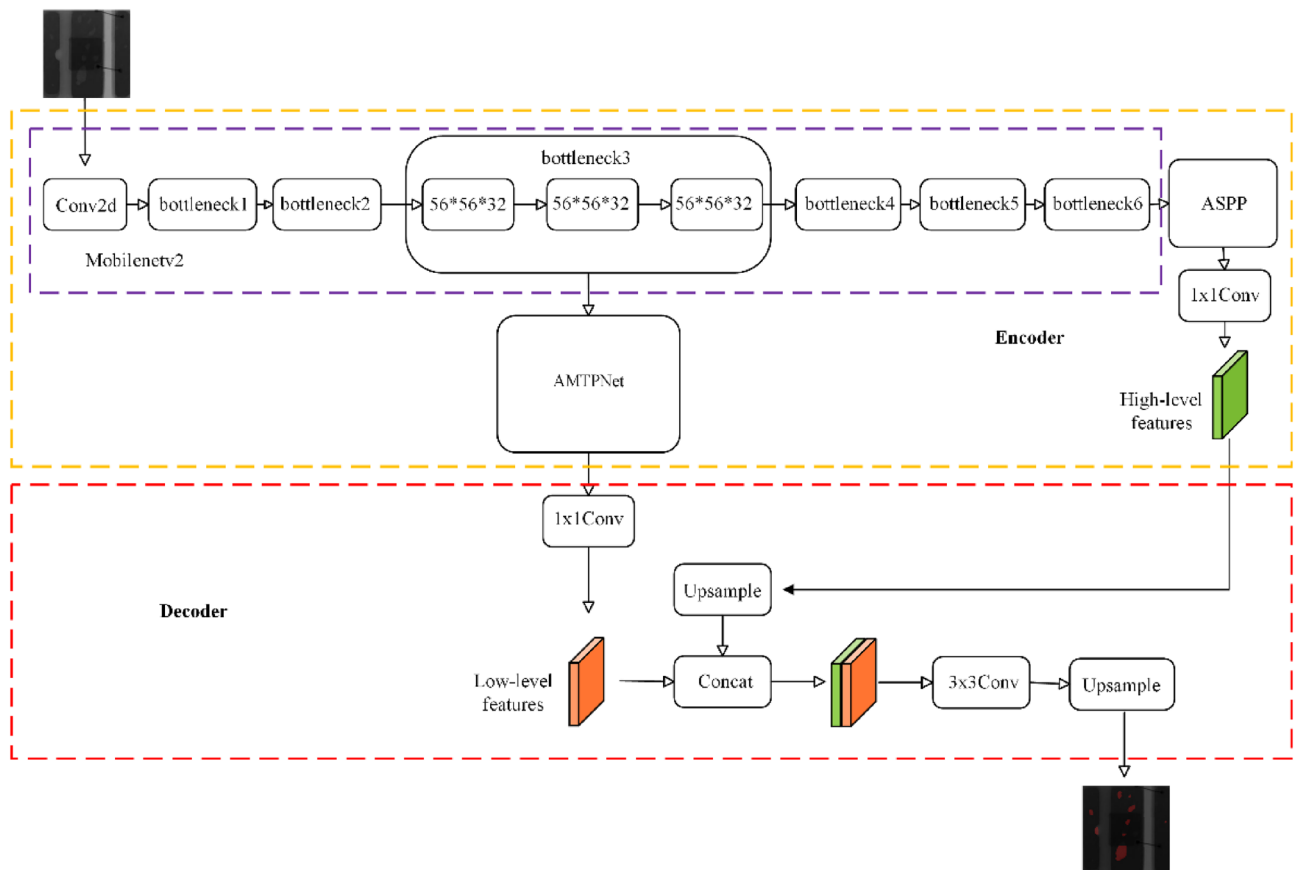 bottleneck3
Conv2d
bottleneck1
bottleneck2
56*56*32
56*56*32
56*56*32
bottleneck4
bottleneck5
bottleneck6
ASPP
Mobilenetv2
1x1Conv
Encoder
AMTPNet
High-level
features
1x1Conv
Decoder
Upsample
Low-level
features
Concat
3x3Conv
Upsample